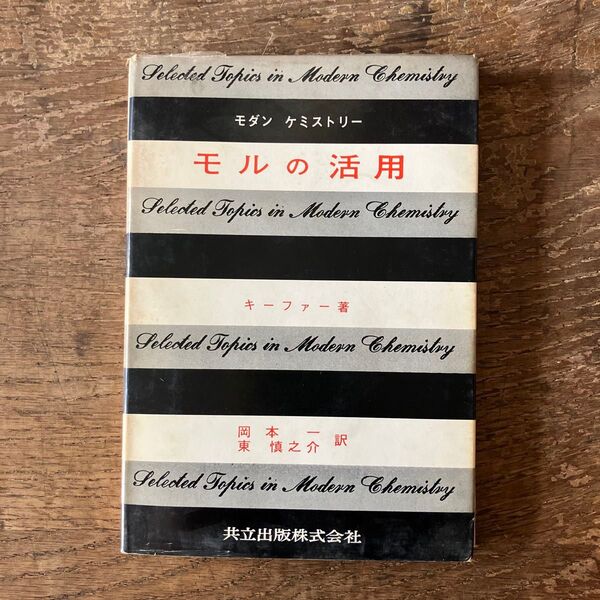 Selected Topics in Modern Chemistry
モダン ケミストリー
モルの活用
Selected Topics in Modern Chemistry
キーファー著
Selected Topics in Modern Chemistry
岡本一
東慎之介 訳
Selected Topics in Modern Chemistry
共立出版株式会社